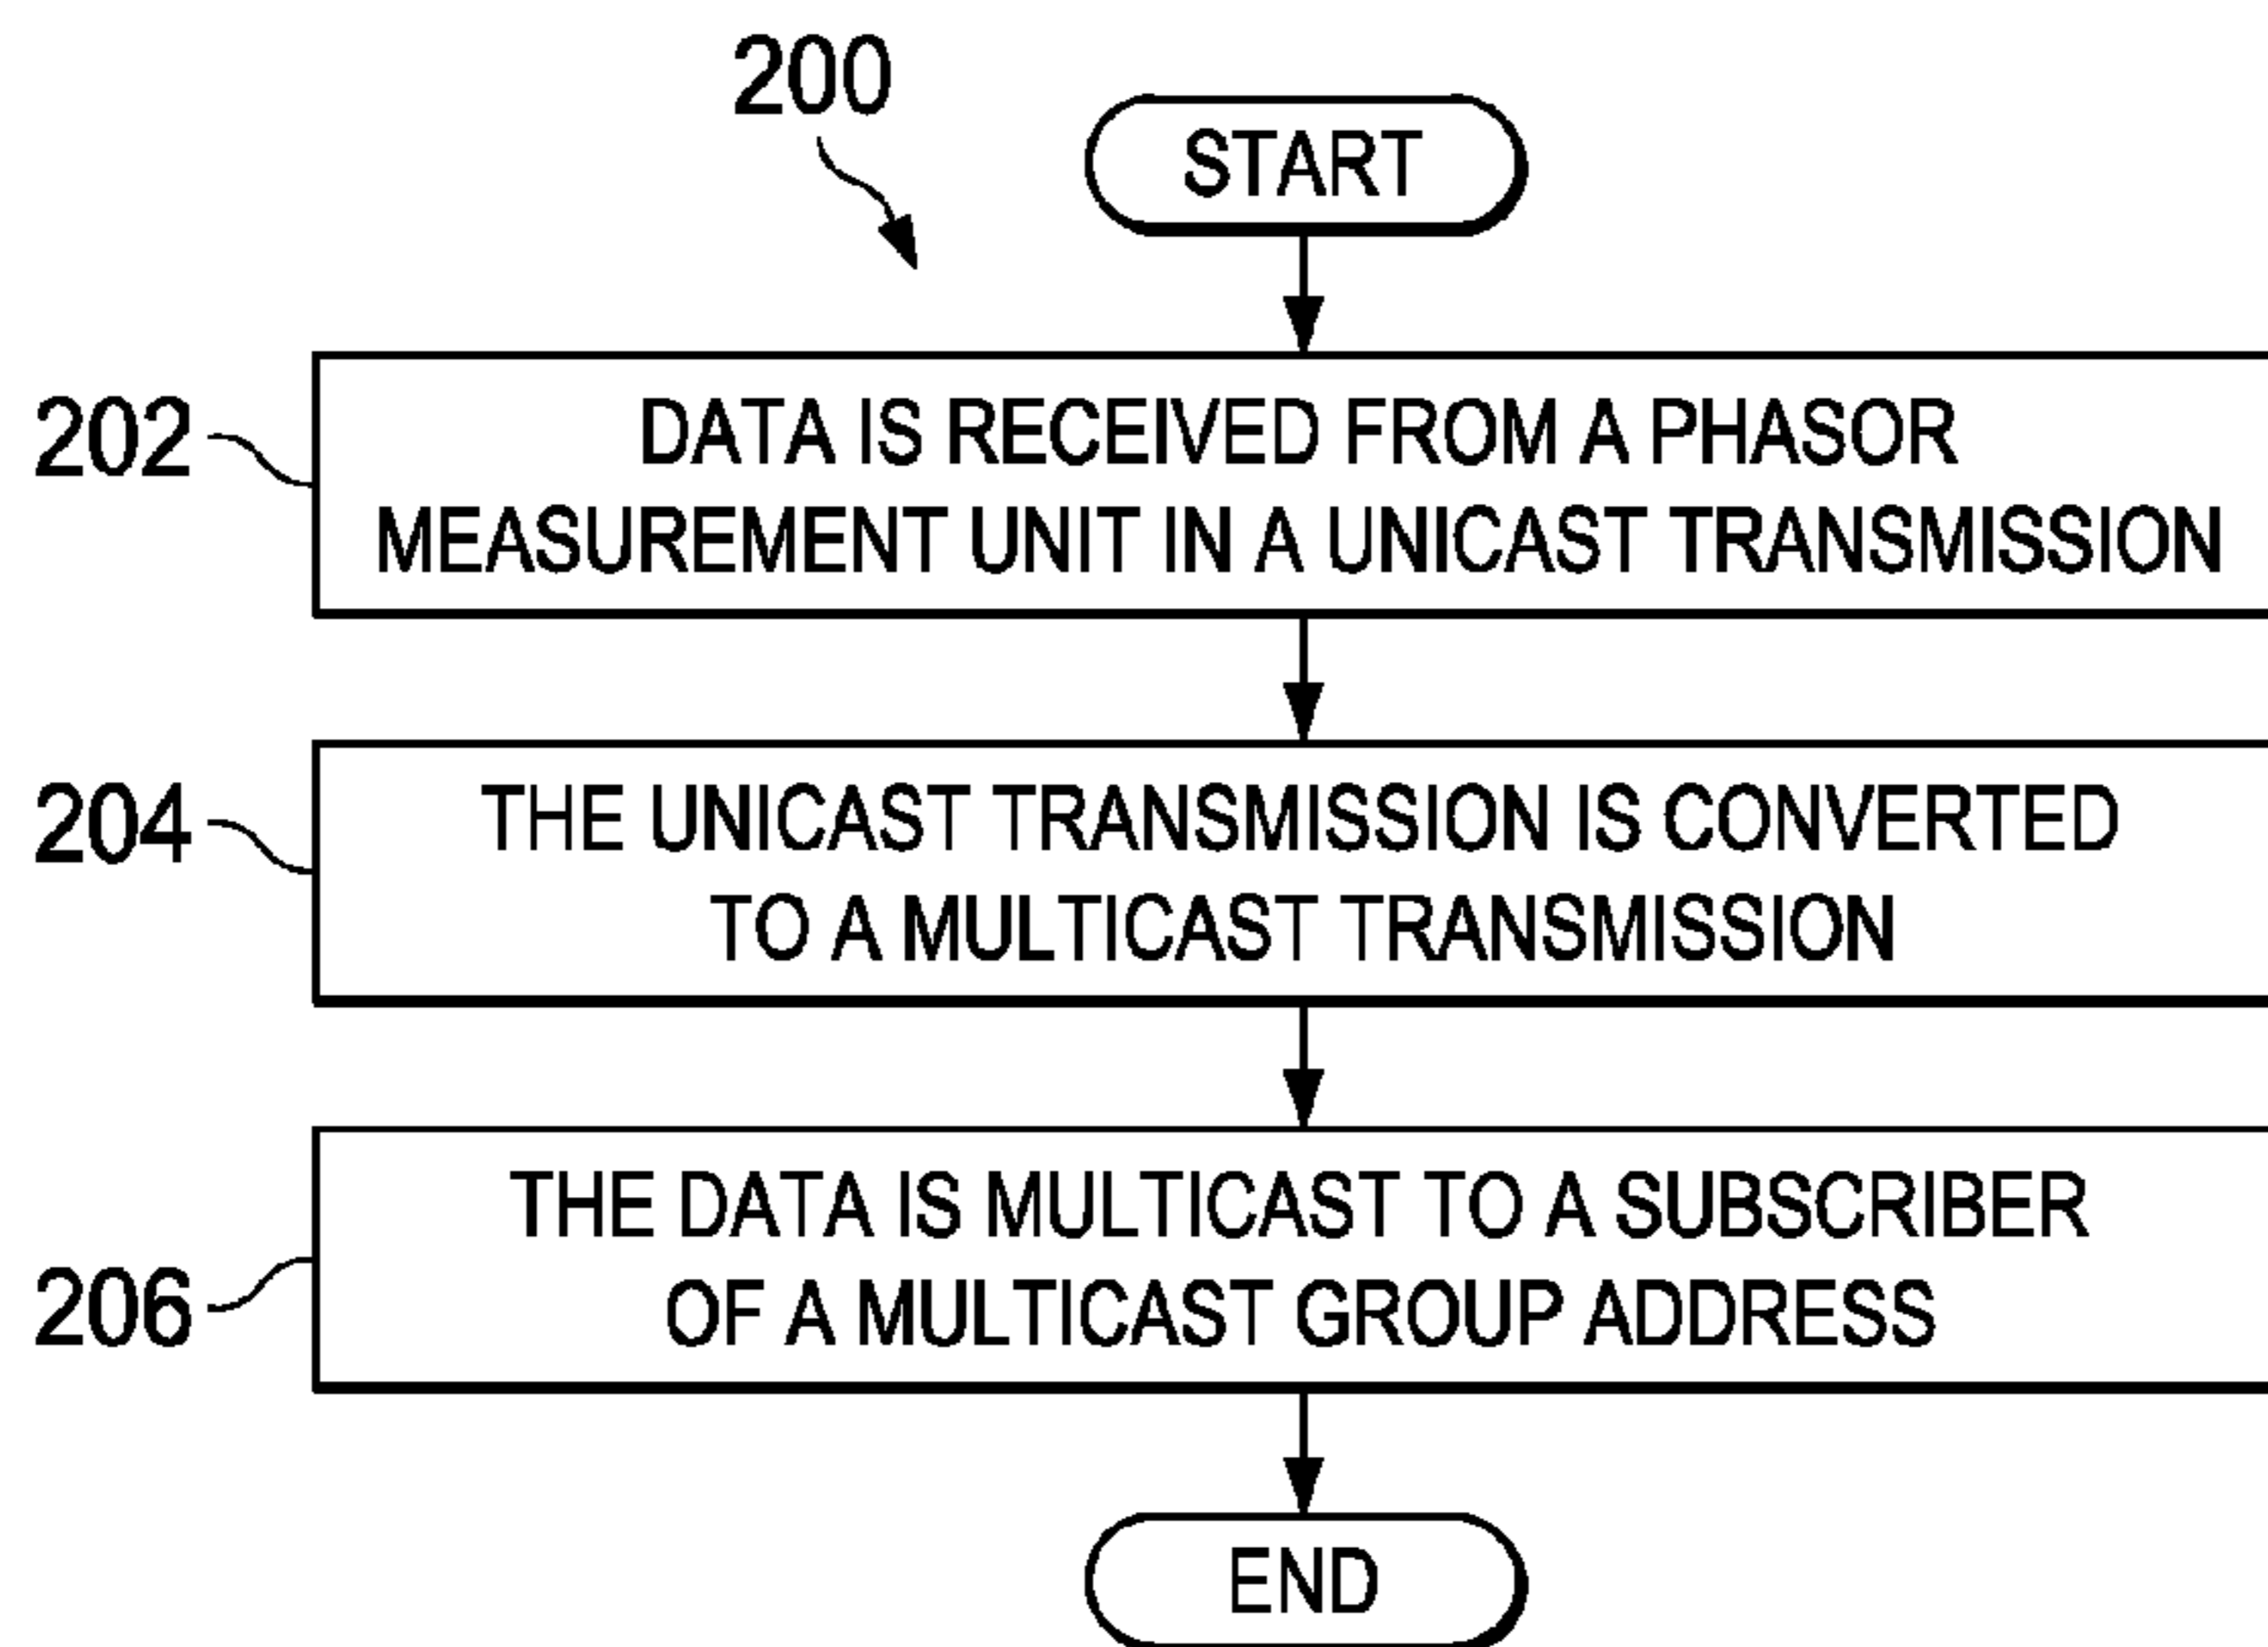 200
START
202
DATA IS RECEIVED FROM A PHASOR
MEASUREMENT UNIT IN A UNICAST TRANSMISSION
204
THE UNICAST TRANSMISSION IS CONVERTED
TO A MULTICAST TRANSMISSION
206
THE DATA IS MULTICAST TO A SUBSCRIBER
OF A MULTICAST GROUP ADDRESS
END